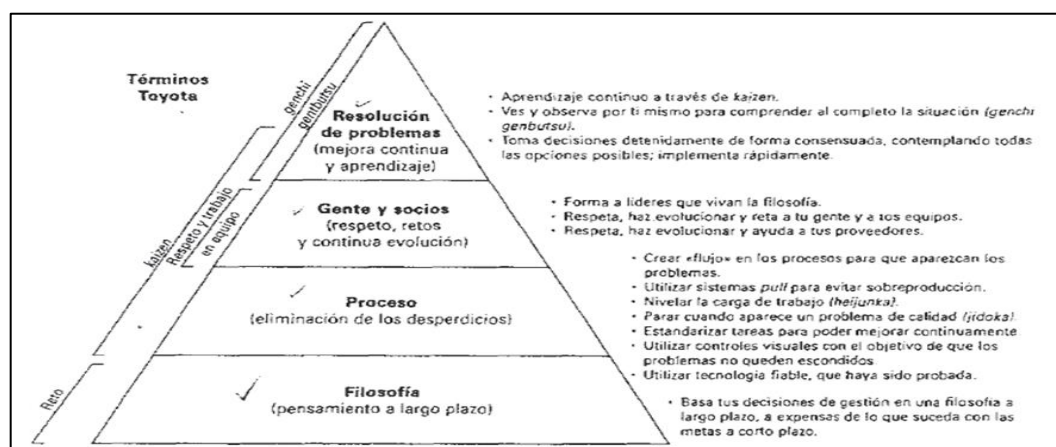 Términos
Toyota
genchi
gentbutsu
kaizen
Respeto y trabajo
en equipo
Reto
Resolución
de problemas
(mejora continua
y aprendizaje)
Gente y socios
(respeto, retos
y continua evolución)
Proceso
(eliminación de los desperdicios)
Filosofía
(pensamiento a largo plazo)
• Aprendizaje continuo a través de kaizen.
• Ves y observa por ti mismo para comprender al completo la situación (genchi
genbutsu).
• Toma decisiones detenidamente de forma consensuada, contemplando todas
las opciones posibles; implementa rápidamente.
• Forma a líderes que vivan la filosofía.
• Respeta, haz evolucionar y reta a tu gente y a tus equipos.
• Respeta, haz evolucionar y ayuda a tus proveedores.
• Crear «flujo» en los procesos para que aparezcan los
problemas.
• Utilizar sistemas pull para evitar sobreproducción.
• Nivelar la carga de trabajo (heijunka).
• Parar cuando aparece un problema de calidad (jidoka).
• Estandarizar tareas para poder mejorar continuamente
• Utilizar controles visuales con el objetivo de que los
problemas no queden escondidos.
• Utilizar tecnología fiable, que haya sido probada.
• Basa tus decisiones de gestión en una filosofía a
largo plazo, a expensas de lo que suceda con las
metas a corto plazo.